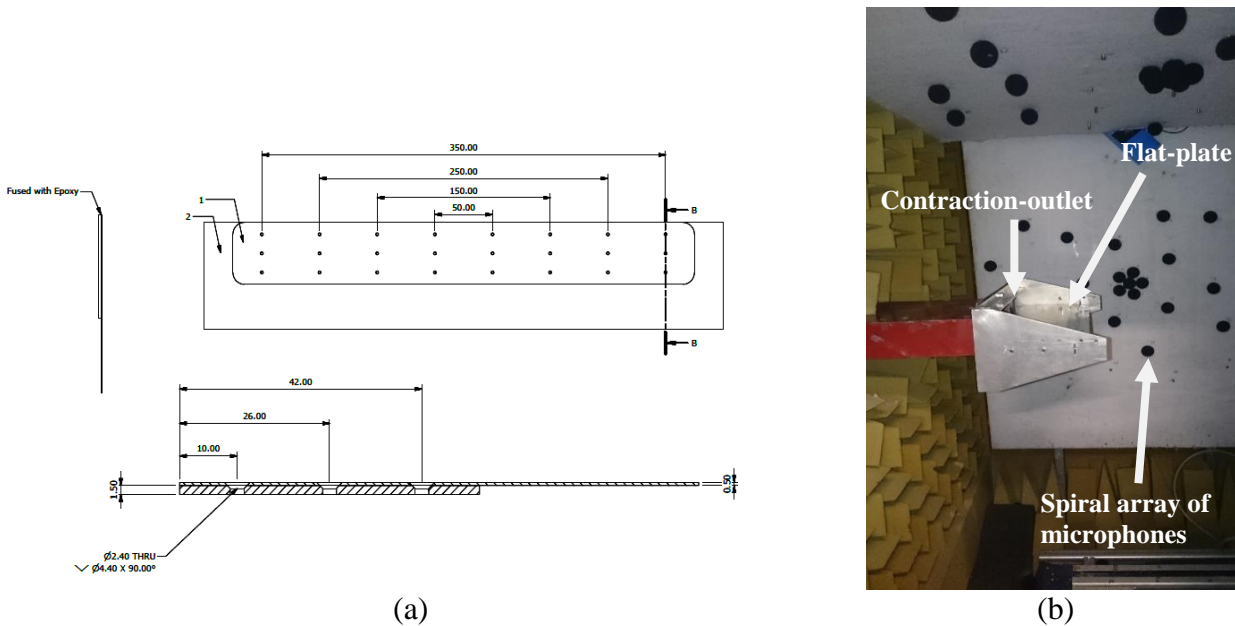 350.00
250.00
150.00
50.00
Fused with Epoxy
1
2
B
B
42.00
26.00
10.00
1.50
0.50
Ø2.40 THRU
Ø4.40 X 90.00°
(a)
Flat-plate
Contraction-outlet
Spiral array of
microphones
(b)